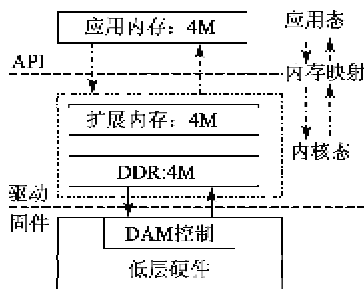 应用内存：4M
应用态
API
内存映射
扩展内存：4M
内核态
DDR:4M
驱动
固件
DAM控制
低层硬件